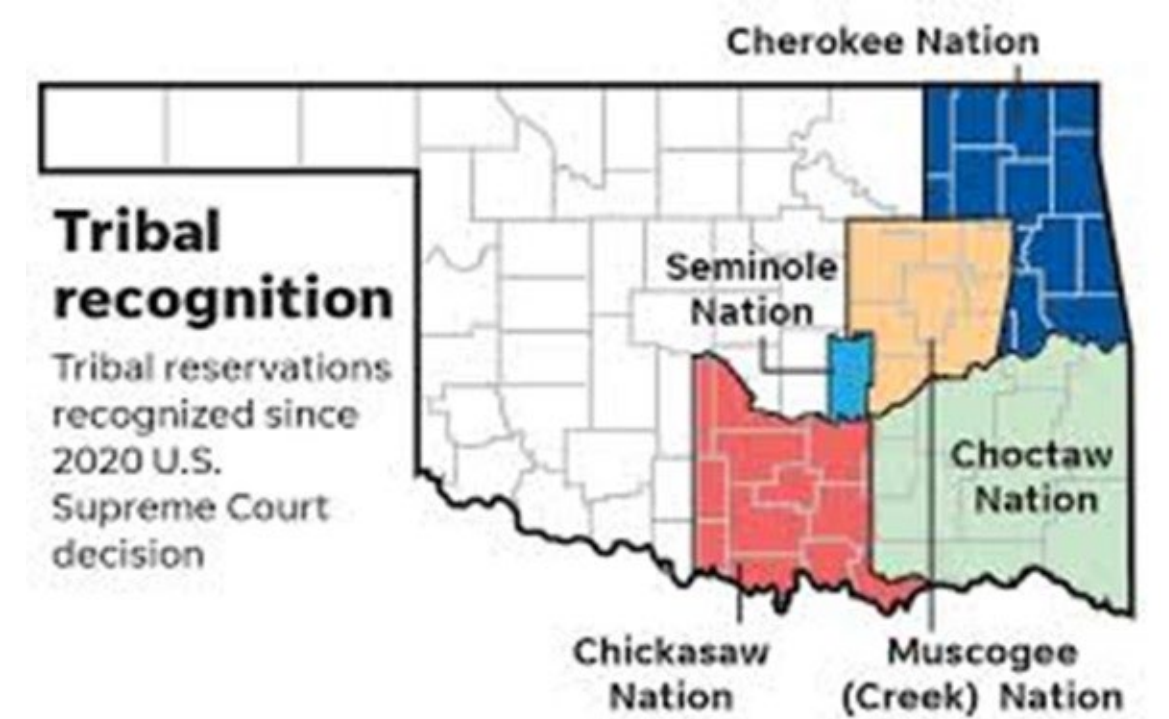 Cherokee Nation
Tribal
recognition
Tribal reservations
recognized since
2020 U.S.
Supreme Court
decision
Seminole
Nation
Choctaw
Nation
Chickasaw
Nation
Muscogee
(Creek) Nation